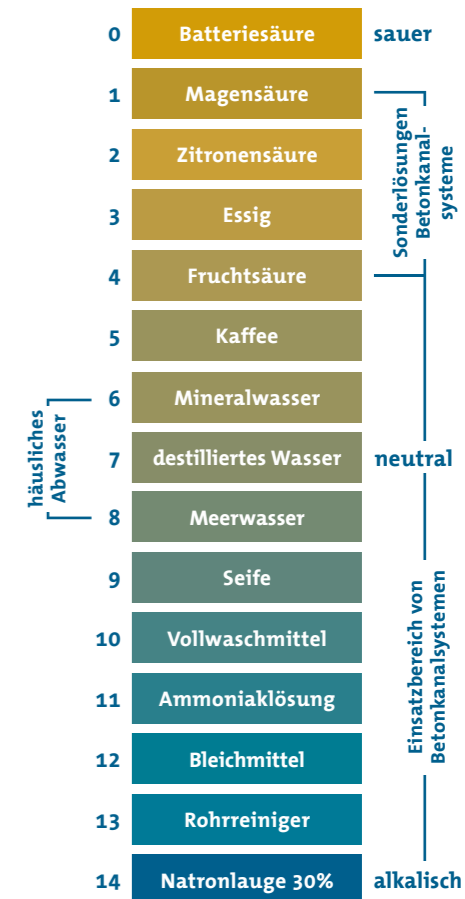 0 Batteriesäure sauer
1 Magensäure
2 Zitronensäure
3 Essig
4 Fruchtsäure
Sonderlösungen
Betonkanal-
systeme
5 Kaffee
6 Mineralwasser
7 destilliertes Wasser neutral
8 Meerwasser
häusliches
Abwasser
9 Seife
10 Vollwaschmittel
11 Ammoniaklösung
12 Bleichmittel
13 Rohrreiniger
Einsatzbereich von
Betonkanalsystemen
14 Natronlauge 30% alkalisch